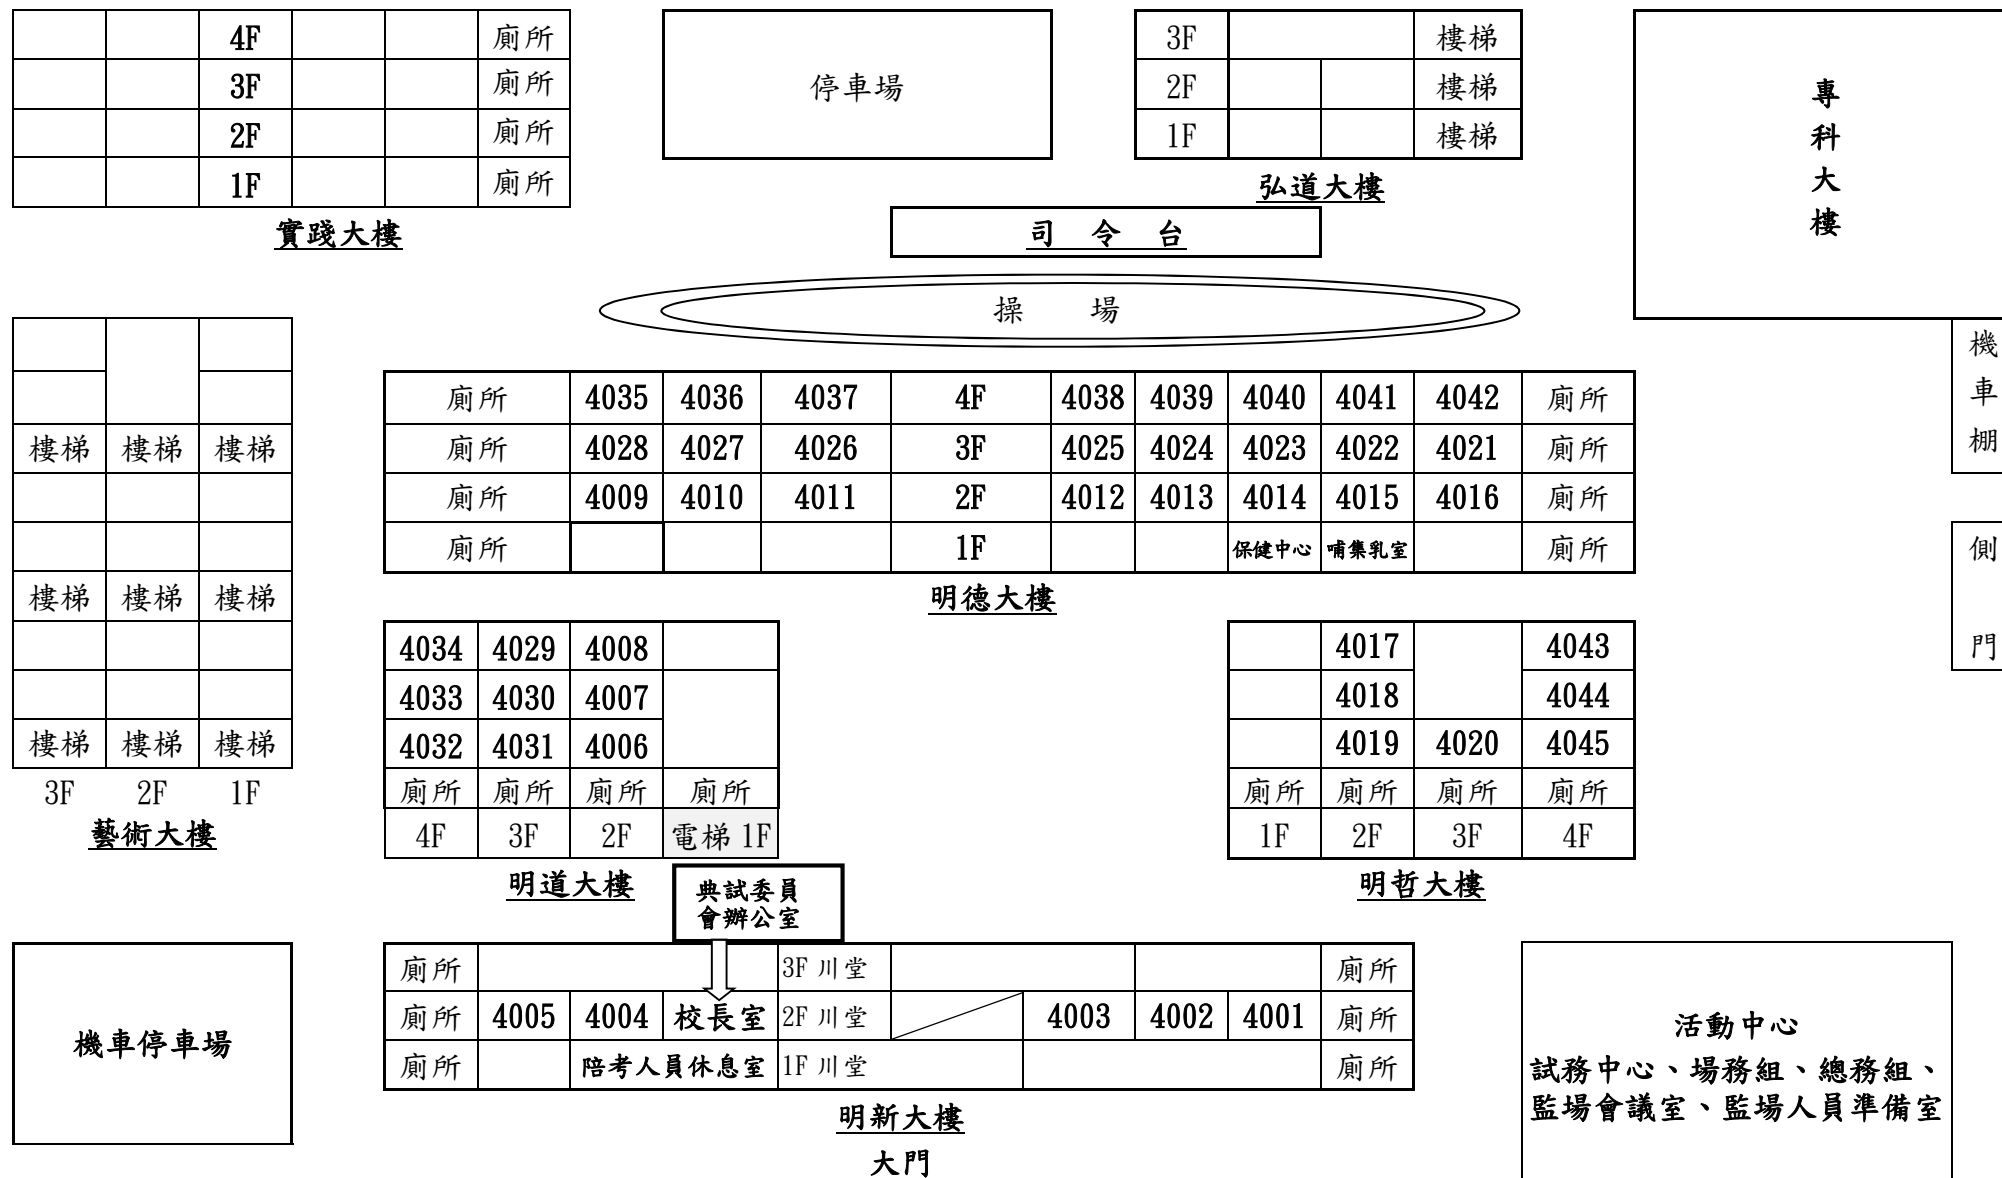 4F 廁所
3F 廁所
2F 廁所
1F 廁所
實踐大樓
停車場
3F 樓梯
2F 樓梯
1F 樓梯
弘道大樓
專
科
大
樓
司 令 台
操 場
機
車
棚
側
門
樓梯 樓梯 樓梯
樓梯 樓梯 樓梯
樓梯 樓梯 樓梯
3F 2F 1F
藝術大樓
廁所 4035 4036 4037 4F 4038 4039 4040 4041 4042 廁所
廁所 4028 4027 4026 3F 4025 4024 4023 4022 4021 廁所
廁所 4009 4010 4011 2F 4012 4013 4014 4015 4016 廁所
廁所 1F 保健中心 哺集乳室 廁所
明德大樓
4034 4029 4008
4033 4030 4007
4032 4031 4006
廁所 廁所 廁所 廁所
4F 3F 2F 電梯 1F
明道大樓
4017 4043
4018 4044
4019 4020 4045
廁所 廁所 廁所 廁所
1F 2F 3F 4F
明哲大樓
典試委員
會辦公室
機車停車場
廁所 3F 川堂 廁所
廁所 4005 4004 校長室 2F 川堂 4003 4002 4001 廁所
廁所 陪考人員休息室 1F 川堂 廁所
明新大樓
大門
活動中心
試務中心、場務組、總務組、
監場會議室、監場人員準備室